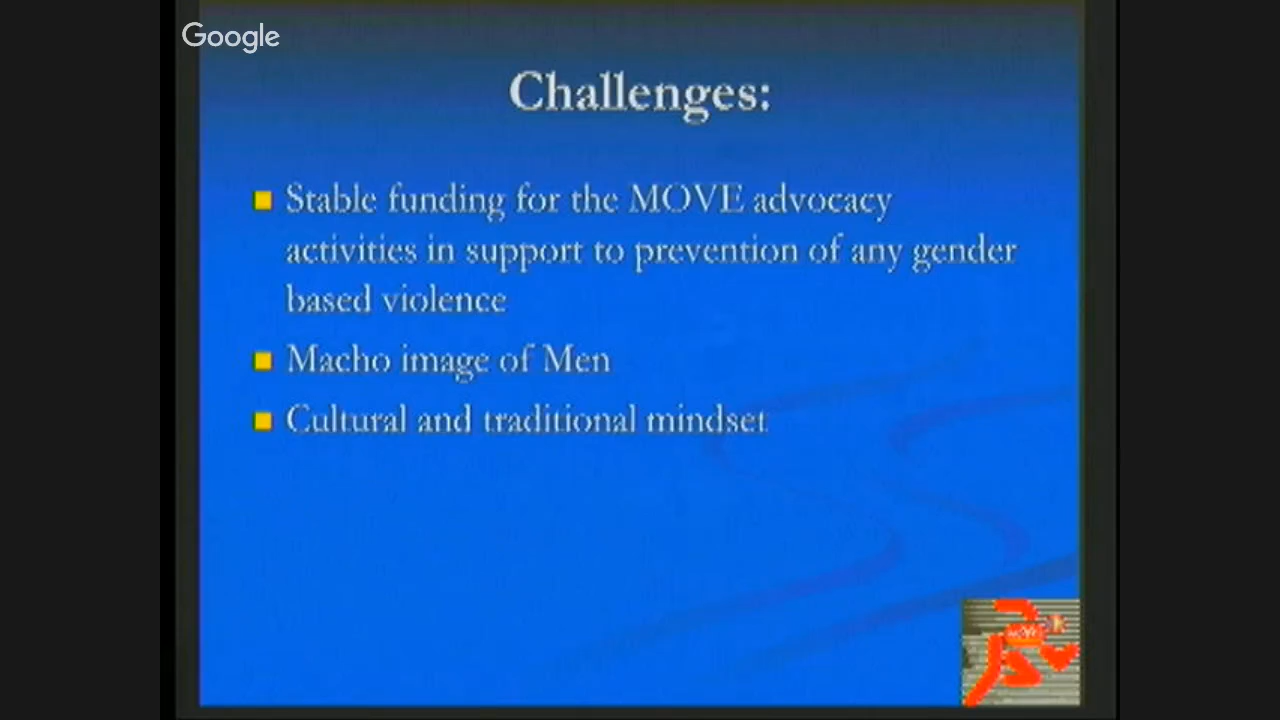 Google
Challenges:
Stable funding for the MOVE advocacy
activities in support to prevention of any gender
based violence
Macho image of Men
Cultural and traditional mindset